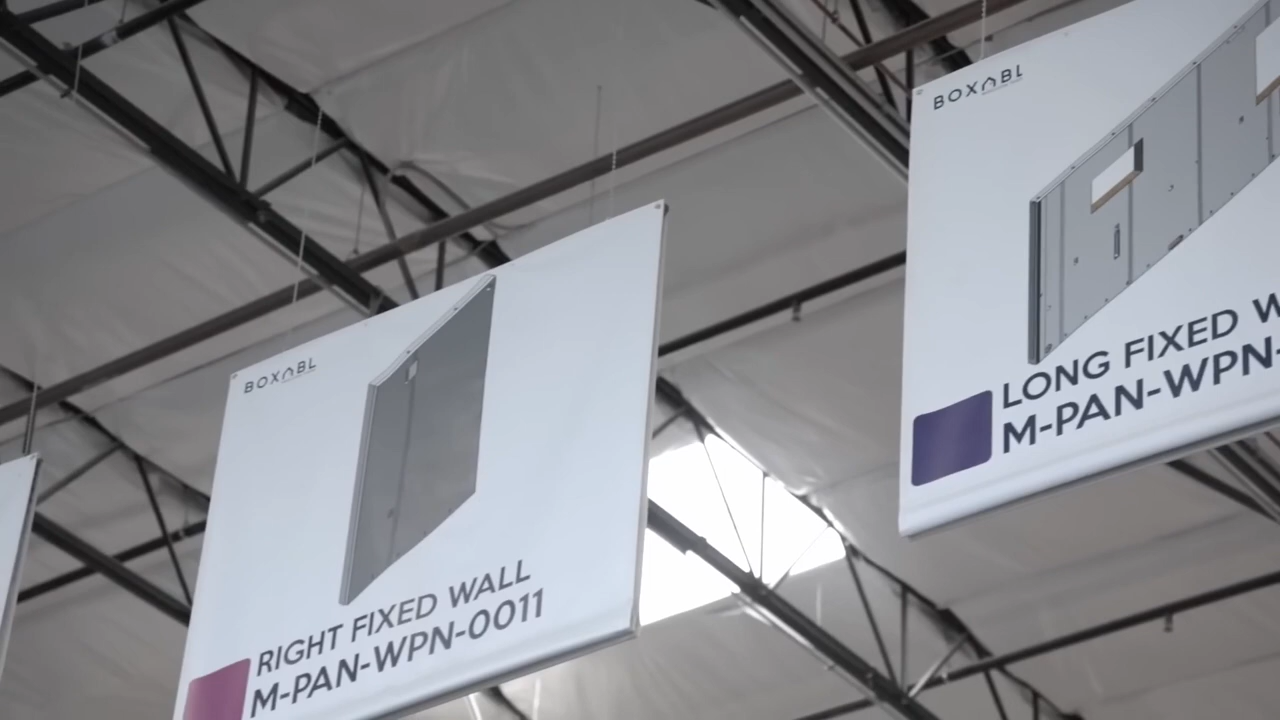 BOXABL
RIGHT FIXED WALL
M-PAN-WPN-0011
BOXABL
LONG FIXED
M-PAN-WPN-